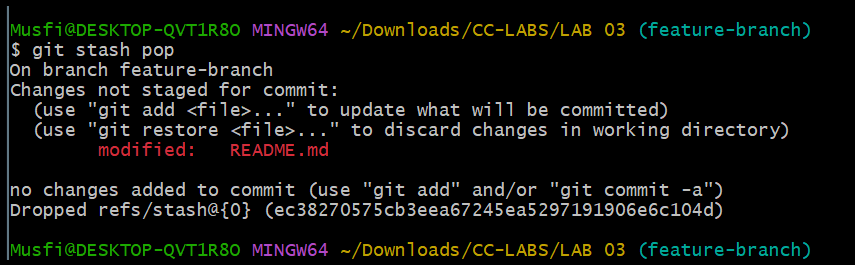 Musfi@DESKTOP-QVT1R8O MINGW64 ~/Downloads/CC-LABS/LAB 03 (feature-branch)
$ git stash pop
On branch feature-branch
Changes not staged for commit:
  (use "git add <file>..." to update what will be committed)
  (use "git restore <file>..." to discard changes in working directory)
        modified:   README.md

no changes added to commit (use "git add" and/or "git commit -a")
Dropped refs/stash@{0} (ec38270575cb3eea67245ea5297191906e6c104d)

Musfi@DESKTOP-QVT1R8O MINGW64 ~/Downloads/CC-LABS/LAB 03 (feature-branch)